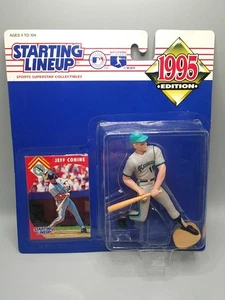 AGES 4 TO 104
STARTING
LINEUP
SPORTS SUPERSTAR COLLECTIBLES
1995
EDITION
JEFF CONINE